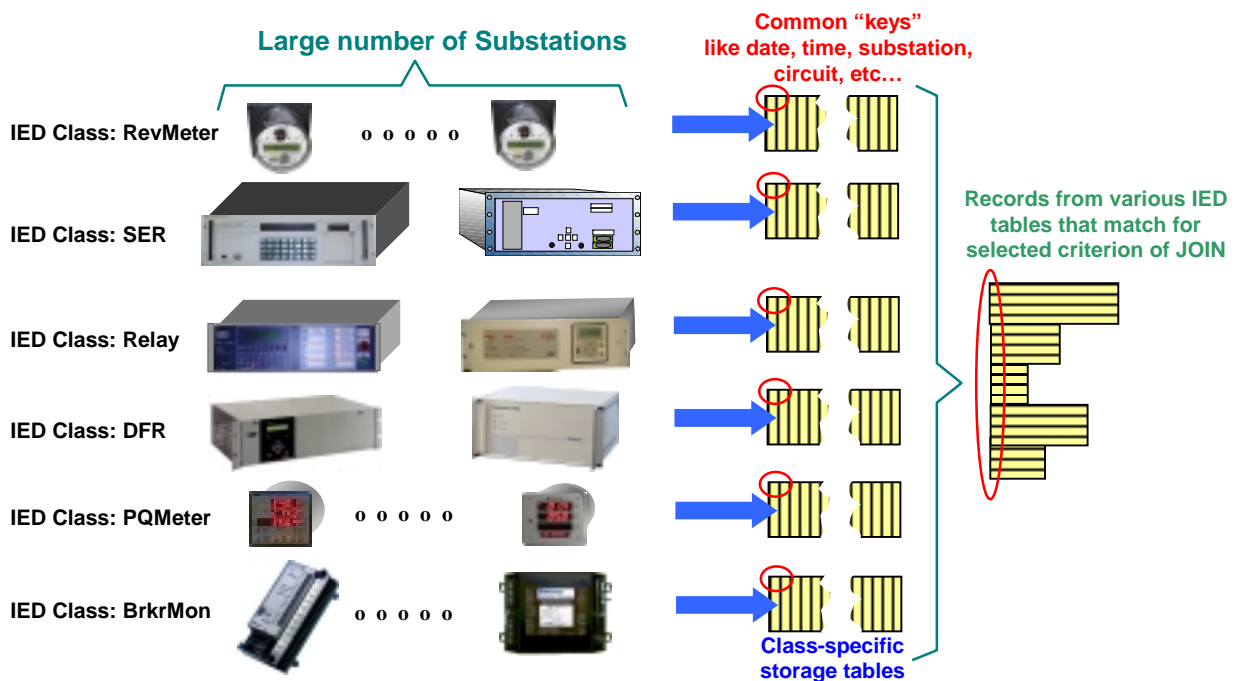 Large number of Substations
Common “keys”
like date, time, substation,
circuit, etc…
IED Class: RevMeter
o o o o o
IED Class: SER
Records from various IED
tables that match for
selected criterion of JOIN
IED Class: Relay
IED Class: DFR
IED Class: PQMeter
o o o o o
IED Class: BrkrMon
o o o o o
Class-specific
storage tables